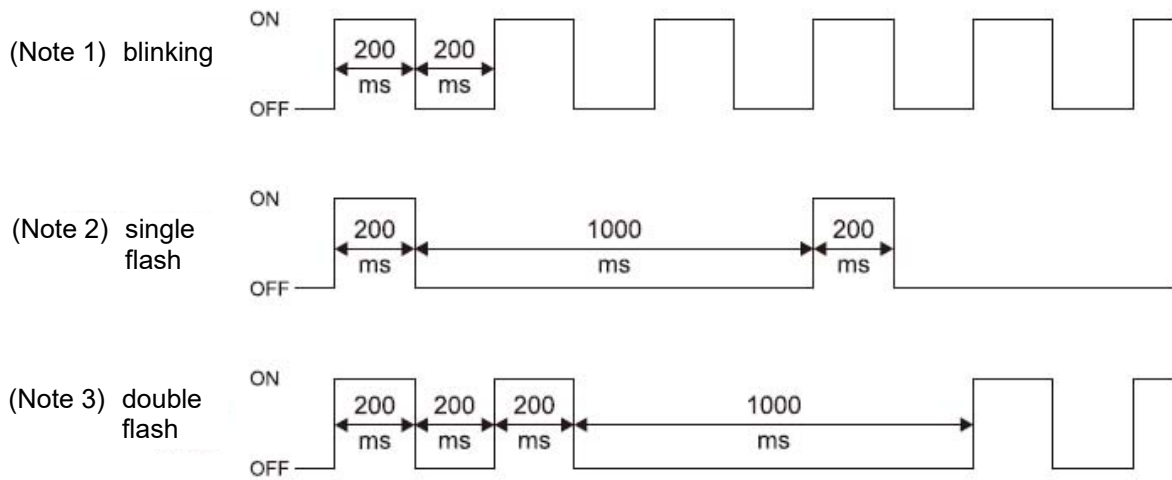 ON
(Note 1) blinking
200 200
ms ms
OFF
ON
(Note 2) single
flash
200 1000 200
ms ms ms
OFF
ON
(Note 3) double
flash
200 200 200 1000
ms ms ms ms
OFF